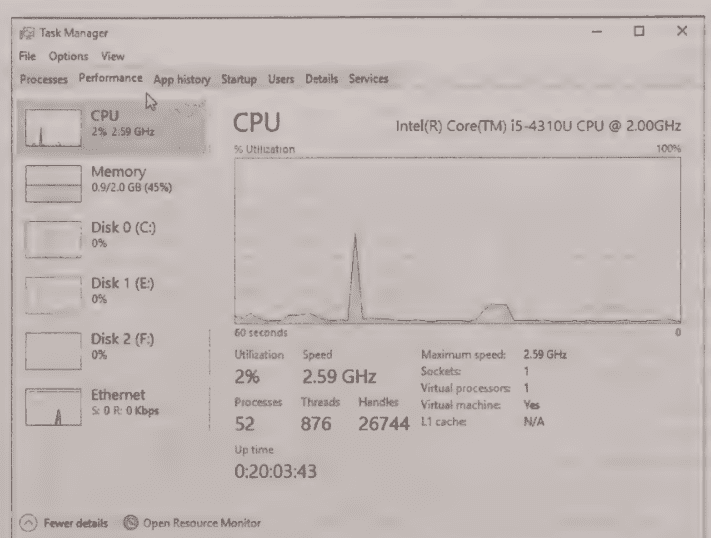 Task Manager
File Options View
Processes Performance App history Startup Users Details Services
CPU
2% 2.59 GHz
Memory
0.9/2.0 GB (45%)
Disk 0 (C:)
0%
Disk 1 (E:)
0%
Disk 2 (F:)
0%
Ethernet
S: 0 R: 0 Kbps
CPU Intel(R) Core(TM) i5-4310U CPU @ 2.00GHz
% Utilization 100%
60 seconds 0
Utilization Speed
2% 2.59 GHz
Processes Threads Handles
52 876 26744
Up time
0:20:03:43
Maximum speed: 2.59 GHz
Sockets: 1
Virtual processors: 1
Virtual machine: Yes
L1 cache: N/A
Fewer details Open Resource Monitor